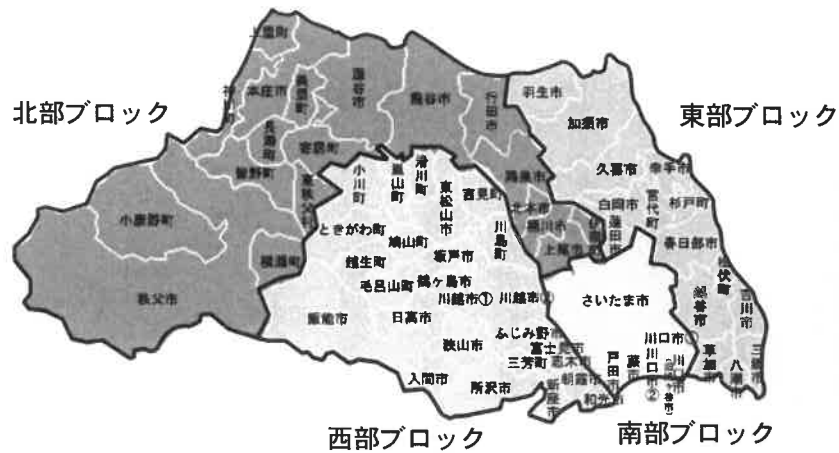 北部ブロック
東部ブロック
西部ブロック
南部ブロック
上里町
本庄市
美里町
深谷市
熊谷市
行田市
羽生市
加須市
長瀞町
寄居町
皆野町
小鹿野町
東秩父村
横瀬町
秩父市
小川町
嵐山町
滑川町
東松山市
吉見町
鴻巣市
久喜市
幸手市
北本市
桶川市
上尾市
白岡市
宮代町
杉戸町
蓮田市
春日部市
ときがわ町
鳩山町
川島町
越生町
坂戸市
毛呂山町
鶴ヶ島市
川越市①
川越市②
さいたま市
松伏町
越谷市
吉川市
飯能市
日高市
狭山市
ふじみ野市
富士見市
三芳町
志木市
入間市
所沢市
新座市
朝霞市
和光市
戸田市
蕨市
川口市
川川口市②
川口市
草加市
八潮市
三郷市